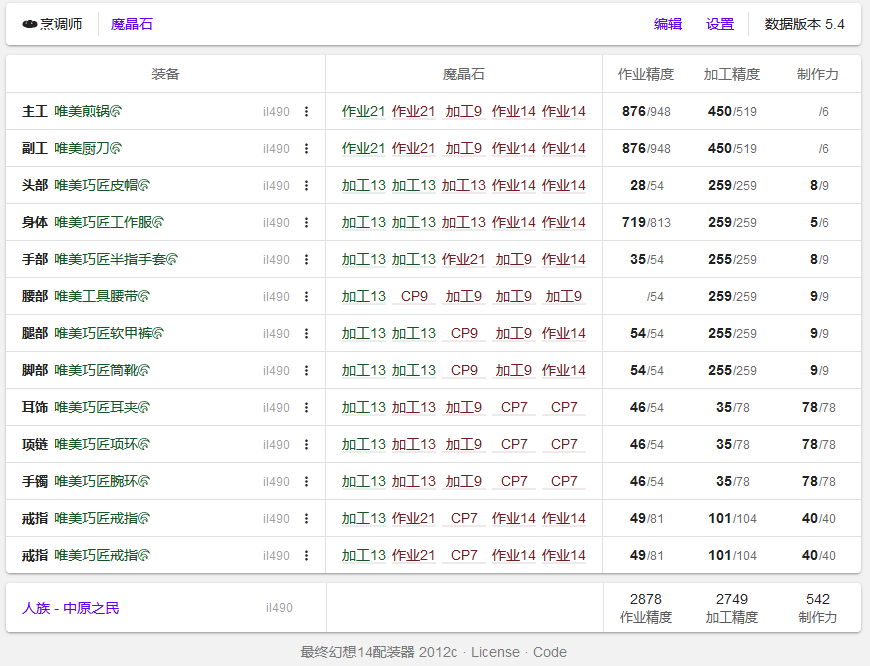 烹调师 魔晶石 编辑 设置 数据版本 5.4
装备 魔晶石 作业精度 加工精度 制作力
主工 唯美煎锅 il490 作业21 作业21 加工9 作业14 作业14 876/948 450/519 /6
副工 唯美厨刀 il490 作业21 作业21 加工9 作业14 作业14 876/948 450/519 /6
头部 唯美巧匠皮帽 il490 加工13 加工13 加工13 作业14 作业14 28/54 259/259 8/9
身体 唯美巧匠工作服 il490 加工13 加工13 加工13 作业14 作业14 719/813 259/259 5/6
手部 唯美巧匠半指手套 il490 加工13 加工13 作业21 加工9 作业14 35/54 255/259 8/9
腰部 唯美工具腰带 il490 加工13 CP9 加工9 加工9 加工9 /54 259/259 9/9
腿部 唯美巧匠软甲裤 il490 加工13 加工13 CP9 加工9 作业14 54/54 255/259 9/9
脚部 唯美巧匠筒靴 il490 加工13 加工13 CP9 加工9 作业14 54/54 255/259 9/9
耳饰 唯美巧匠耳夹 il490 加工13 加工13 加工9 CP7 CP7 46/54 35/78 78/78
项链 唯美巧匠项环 il490 加工13 加工13 加工9 CP7 CP7 46/54 35/78 78/78
手镯 唯美巧匠腕环 il490 加工13 加工13 加工9 CP7 CP7 46/54 35/78 78/78
戒指 唯美巧匠戒指 il490 加工13 作业21 CP7 作业14 作业14 49/81 101/104 40/40
戒指 唯美巧匠戒指 il490 加工13 作业21 CP7 作业14 作业14 49/81 101/104 40/40
人族 - 中原之民 il490 2878 2749 542
作业精度 加工精度 制作力
最终幻想14配装器 2012c · License · Code